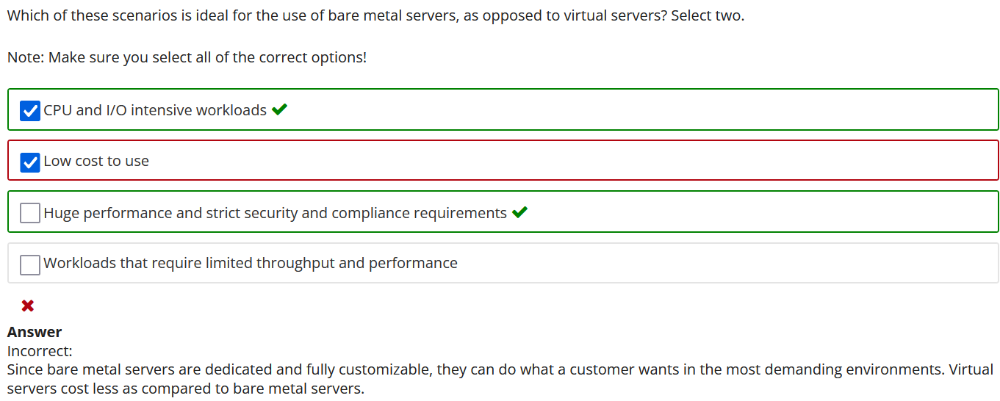 Which of these scenarios is ideal for the use of bare metal servers, as opposed to virtual servers? Select two.
Note: Make sure you select all of the correct options!
CPU and I/O intensive workloads
Low cost to use
Huge performance and strict security and compliance requirements
Workloads that require limited throughput and performance
Answer
Incorrect:
Since bare metal servers are dedicated and fully customizable, they can do what a customer wants in the most demanding environments. Virtual
servers cost less as compared to bare metal servers.